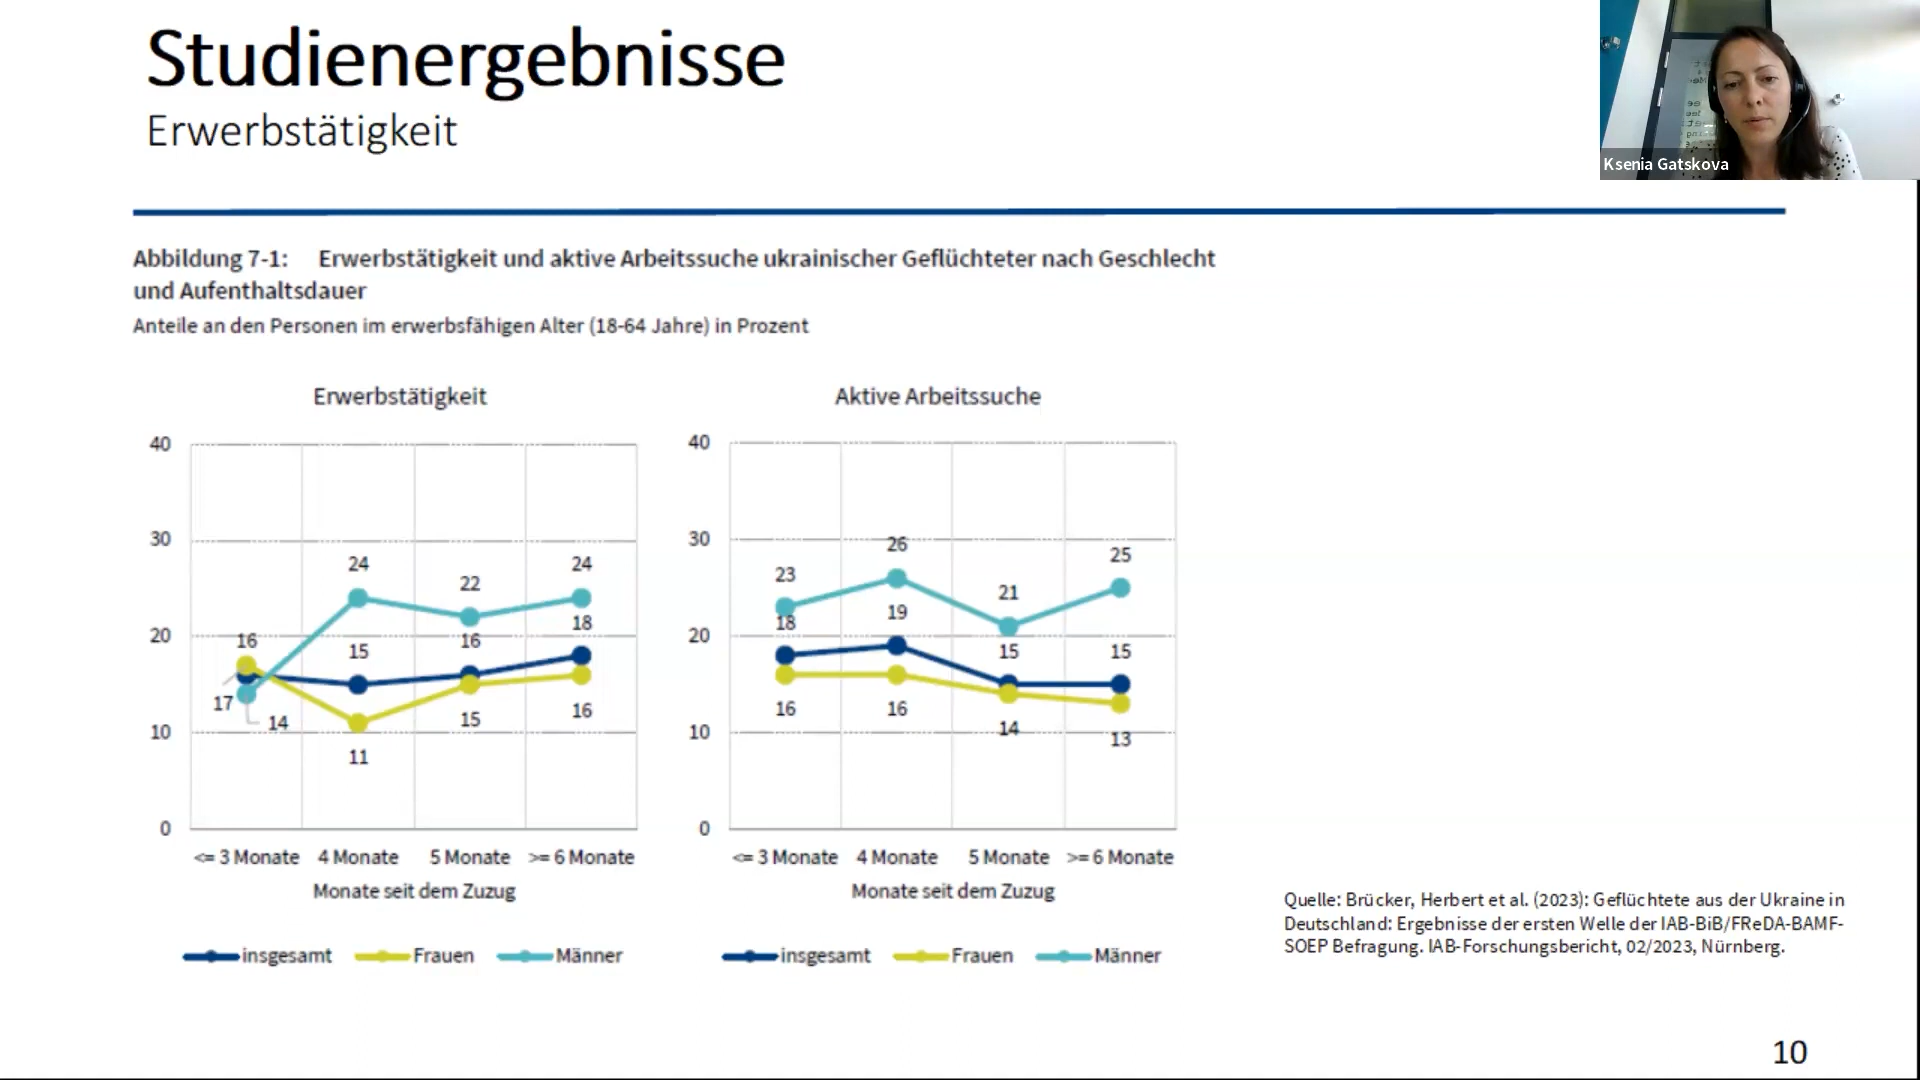 Studienergebnisse
Erwerbstätigkeit
Ksenia Gatskova
Abbildung 7-1: Erwerbstätigkeit und aktive Arbeitssuche ukrainischer Geflüchteter nach Geschlecht
und Aufenthaltsdauer
Anteile an den Personen im erwerbsfähigen Alter (18-64 Jahre) in Prozent
Erwerbstätigkeit
40
30
20
10
0
16
17
14
24
15
11
22
16
15
24
18
16
<= 3 Monate 4 Monate 5 Monate >= 6 Monate
Monate seit dem Zuzug
insgesamt Frauen Männer
Aktive Arbeitssuche
40
30
20
10
0
23
18
16
26
19
16
21
15
14
25
15
13
<= 3 Monate 4 Monate 5 Monate >= 6 Monate
Monate seit dem Zuzug
insgesamt Frauen Männer
Quelle: Brücker, Herbert et al. (2023): Geflüchtete aus der Ukraine in
Deutschland: Ergebnisse der ersten Welle der IAB-BiB/FReDA-BAMF-
SOEP Befragung. IAB-Forschungsbericht, 02/2023, Nürnberg.
10